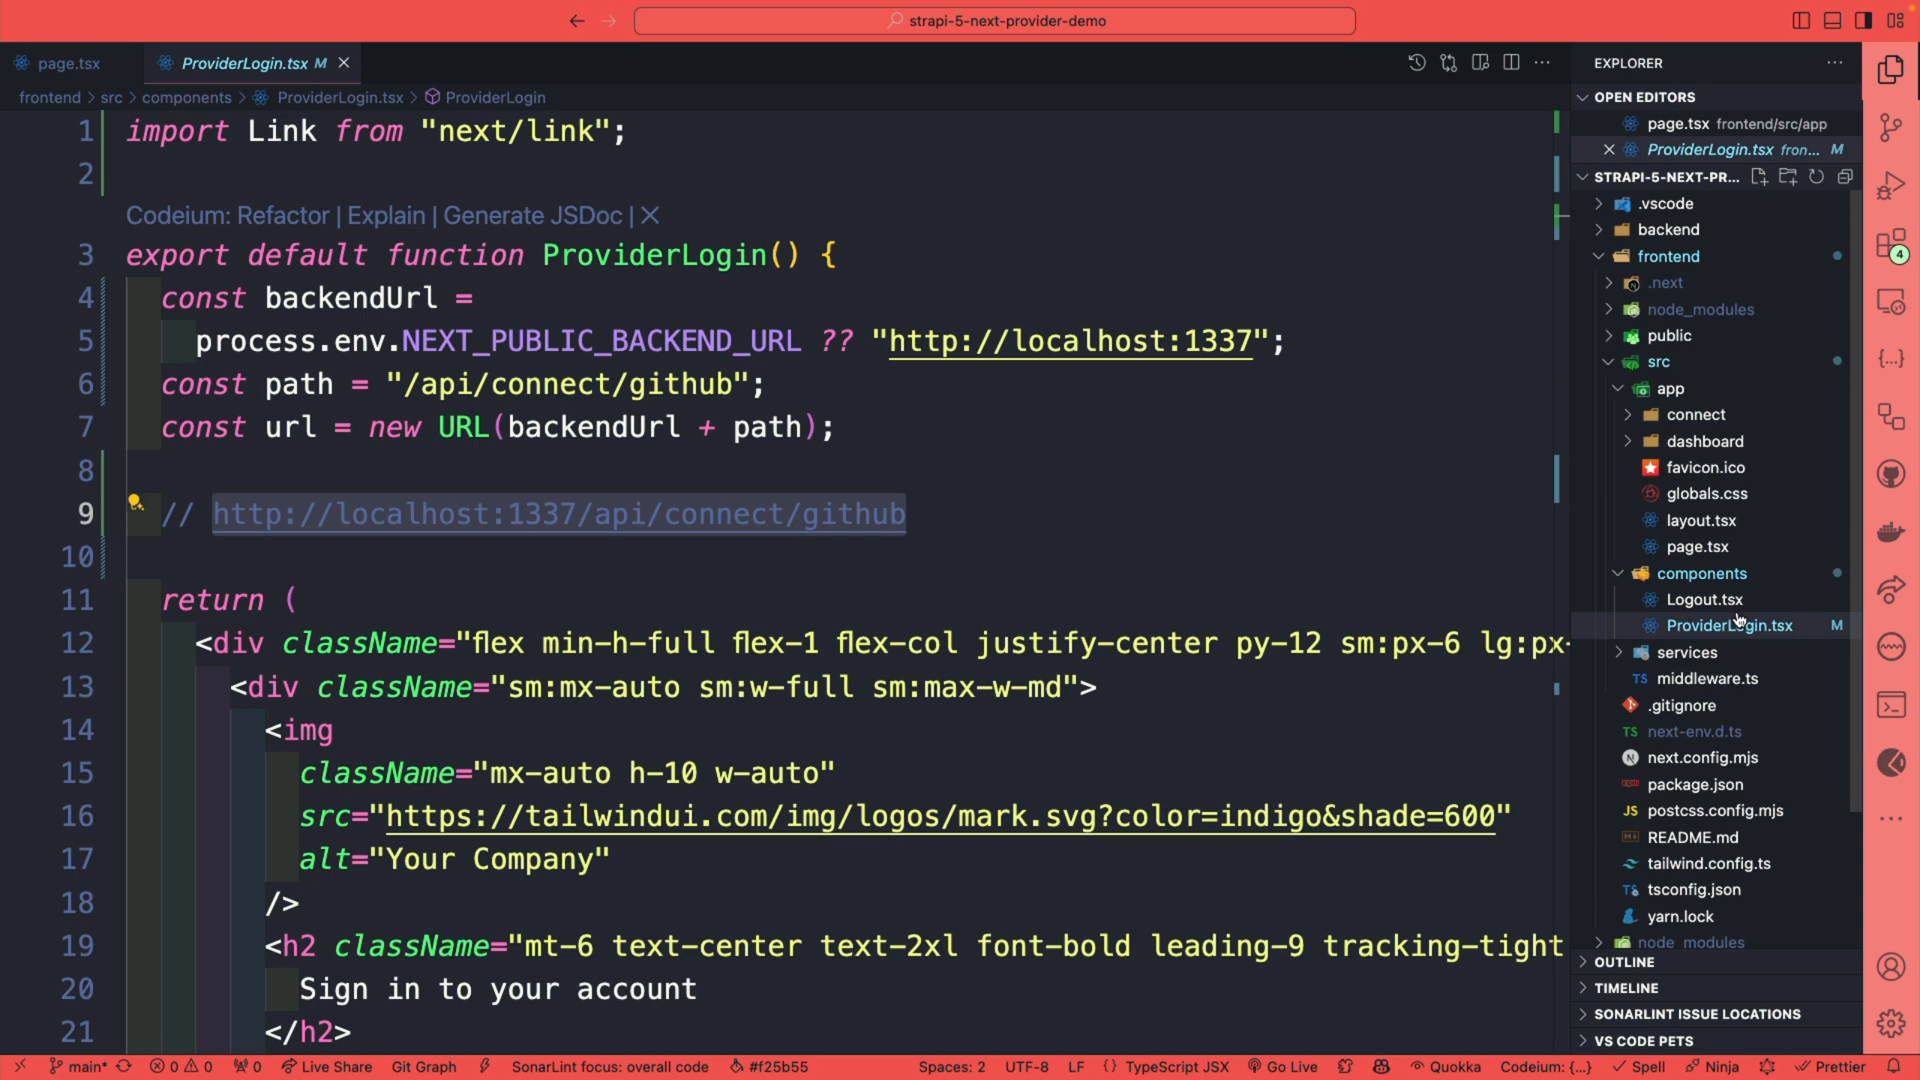 strapi-5-next-provider-demo
page.tsx
ProviderLogin.tsx M
frontend > src > components > ProviderLogin.tsx > ProviderLogin
1 import Link from "next/link";
2
Codeium: Refactor | Explain | Generate JSDoc | ×
3 export default function ProviderLogin() {
4 const backendUrl =
5 process.env.NEXT_PUBLIC_BACKEND_URL ?? "http://localhost:1337";
6 const path = "/api/connect/github";
7 const url = new URL(backendUrl + path);
8
9 // http://localhost:1337/api/connect/github
10
11 return (
12 <div className="flex min-h-full flex-1 flex-col justify-center py-12 sm:px-6 lg:px-
13 <div className="sm:mx-auto sm:w-full sm:max-w-md">
14 <img
15 className="mx-auto h-10 w-auto"
16 src="https://tailwindui.com/img/logos/mark.svg?color=indigo&shade=600"
17 alt="Your Company"
18 />
19 <h2 className="mt-6 text-center text-2xl font-bold leading-9 tracking-tight
20 Sign in to your account
21 </h2>
EXPLORER
OPEN EDITORS
page.tsx frontend/src/app
ProviderLogin.tsx fron... M
STRAPI-5-NEXT-PR...
.vscode
backend
frontend
.next
node_modules
public
src
app
connect
dashboard
favicon.ico
globals.css
layout.tsx
page.tsx
components
Logout.tsx
ProviderLogin.tsx M
services
TS middleware.ts
.gitignore
TS next-env.d.ts
next.config.mjs
package.json
JS postcss.config.mjs
README.md
tailwind.config.ts
tsconfig.json
yarn.lock
node_modules
OUTLINE
TIMELINE
SONARLINT ISSUE LOCATIONS
VS CODE PETS
4
main* 0 0 0 Live Share Git Graph SonarLint focus: overall code #f25b55 Spaces: 2 UTF-8 LF {} TypeScript JSX Go Live Quokka Codeium: {...} Spell Ninja Prettier